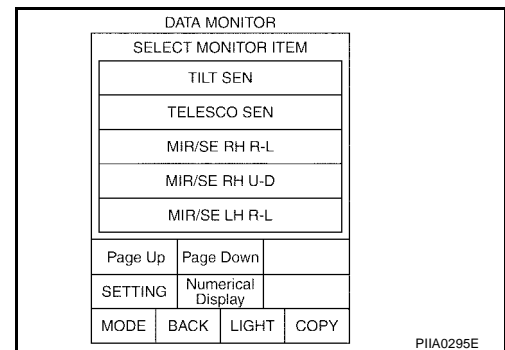 DATA MONITOR
SELECT MONITOR ITEM
TILT SEN
TELESCO SEN
MIR/SE RH R-L
MIR/SE RH U-D
MIR/SE LH R-L
Page Up Page Down
SETTING Numerical
Display
MODE BACK LIGHT COPY
PIIA0295E